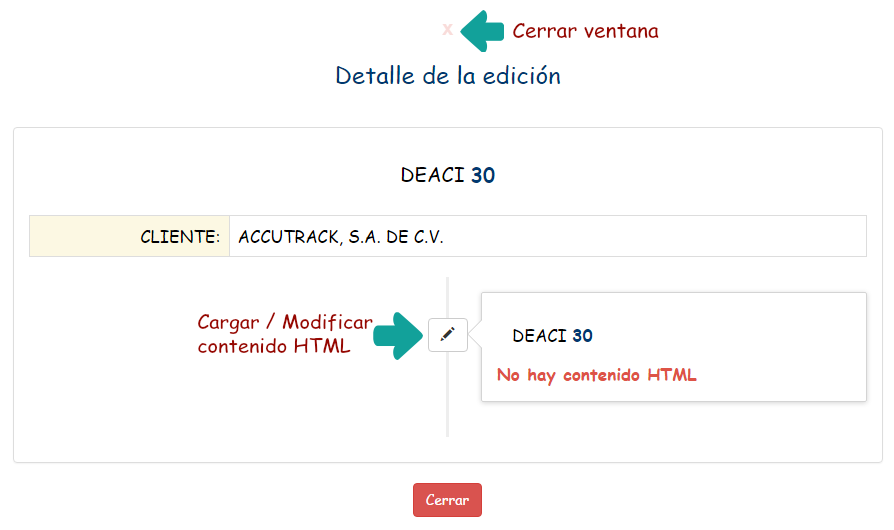 x
Cerrar ventana
Detalle de la edición
DEACI 30
CLIENTE: ACCUTRACK, S.A. DE C.V.
Cargar / Modificar
contenido HTML
DEACI 30
No hay contenido HTML
Cerrar